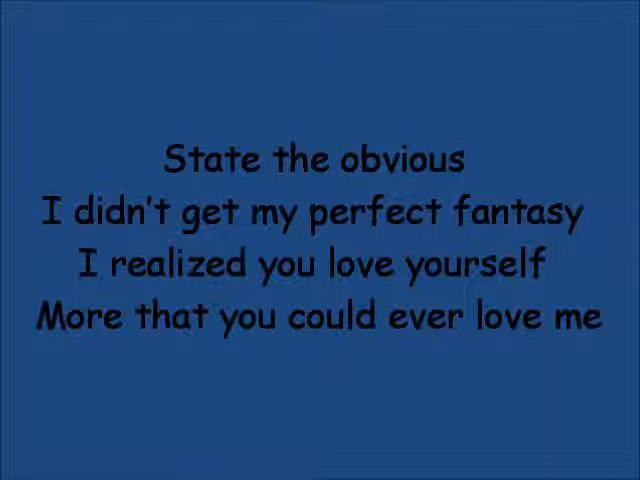 State the obvious
I didn't get my perfect fantasy
I realized you love yourself
More that you could ever love me